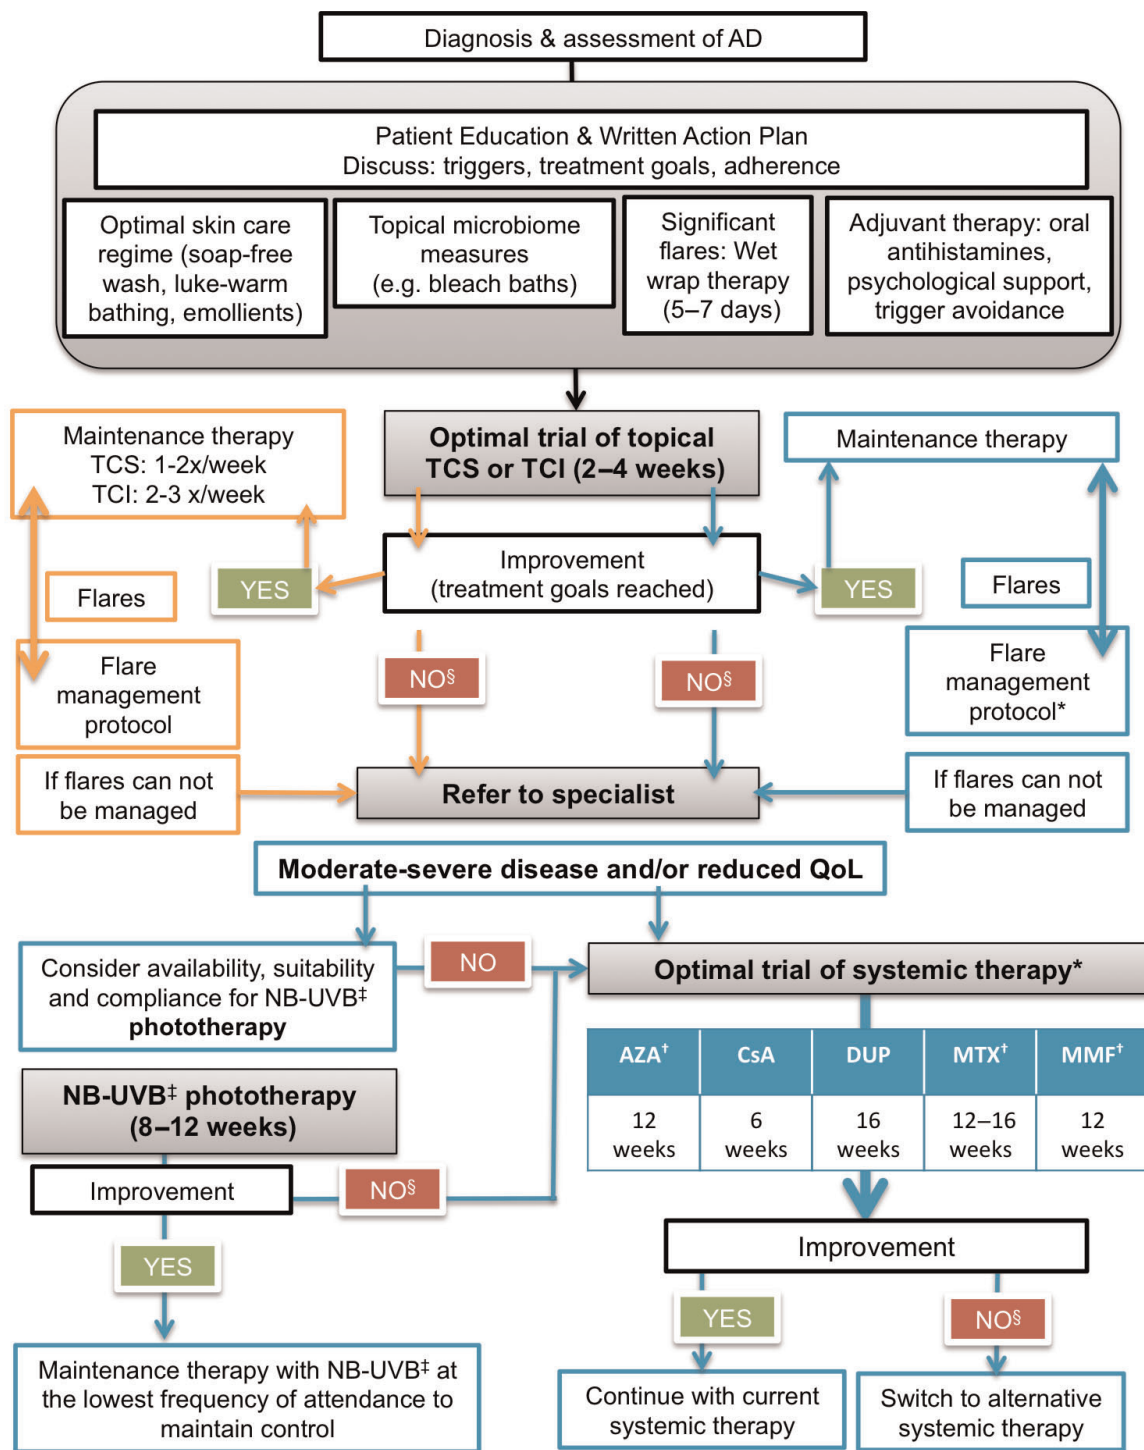 Diagnosis & assessment of AD
Patient Education & Written Action Plan
Discuss: triggers, treatment goals, adherence
Optimal skin care
regime (soap-free
wash, luke-warm
bathing, emollients)
Topical microbiome
measures
(e.g. bleach baths)
Significant
flares: Wet
wrap therapy
(5–7 days)
Adjuvant therapy: oral
antihistamines,
psychological support,
trigger avoidance
Maintenance therapy
TCS: 1-2x/week
TCI: 2-3 x/week
Optimal trial of topical
TCS or TCI (2–4 weeks)
Maintenance therapy
Improvement
(treatment goals reached)
YES
YES
Flares
Flares
Flare
management
protocol
NO§
NO§
Flare
management
protocol*
If flares can not
be managed
Refer to specialist
If flares can not
be managed
Moderate-severe disease and/or reduced QoL
Consider availability, suitability
and compliance for NB-UVB‡
phototherapy
NO
Optimal trial of systemic therapy*
AZA† CsA DUP MTX† MMF†
12 weeks 6 weeks 16 weeks 12–16 weeks 12 weeks
NB-UVB‡ phototherapy
(8–12 weeks)
Improvement
NO§
YES
Maintenance therapy with NB-UVB‡ at
the lowest frequency of attendance to
maintain control
Improvement
YES
NO§
Continue with current
systemic therapy
Switch to alternative
systemic therapy